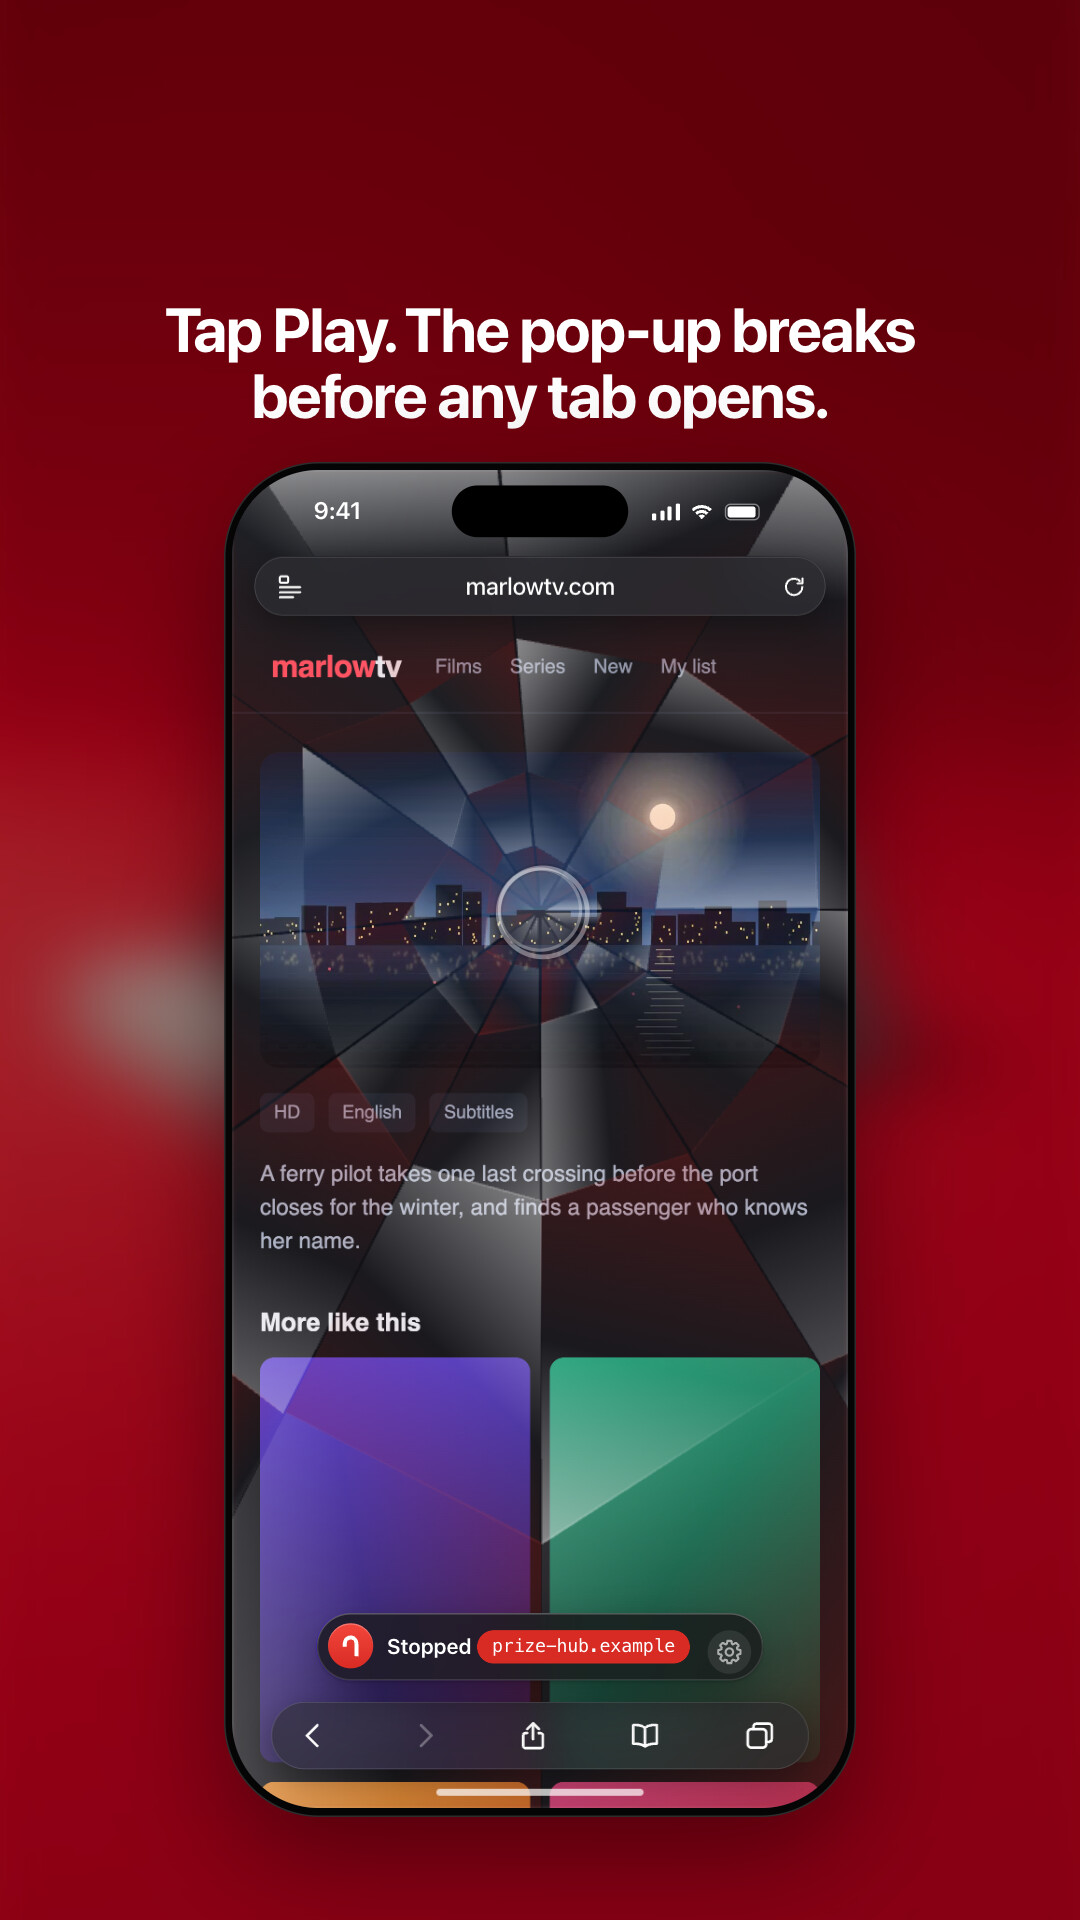 Tap Play. The pop-up breaks
before any tab opens.
9:41
marlowtv.com
marlowtv Films Series New My list
HD English Subtitles
A ferry pilot takes one last crossing before the port
closes for the winter, and finds a passenger who knows
her name.
More like this
Stopped prize-hub.example